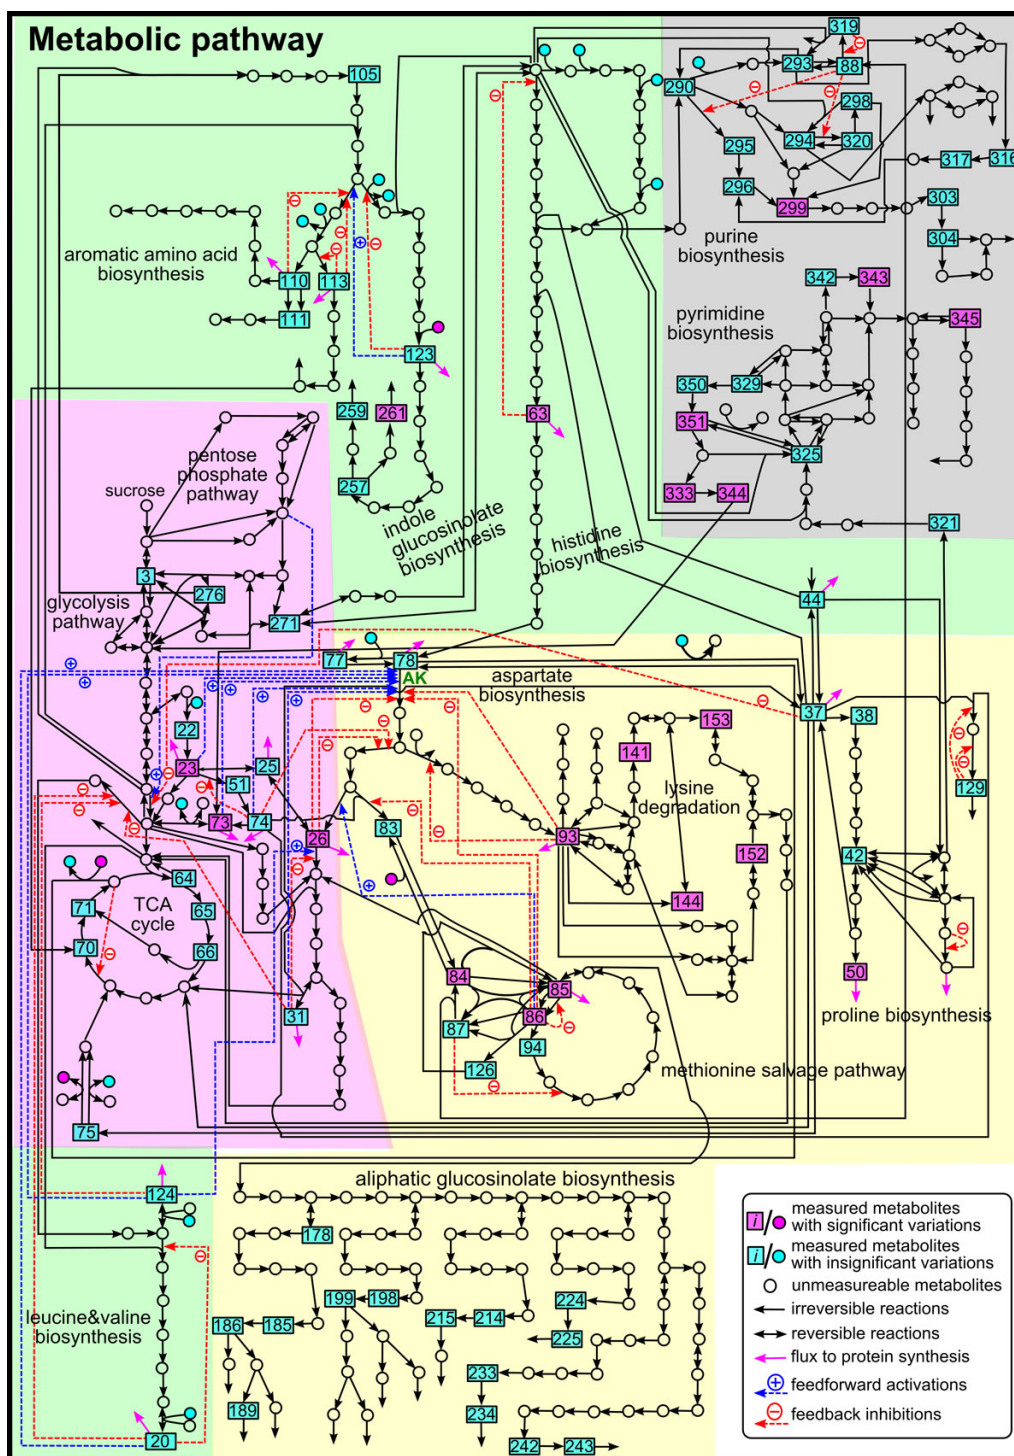 Metabolic pathway
319
105
293
88
290
298
294
320
295
317
316
296
299
303
304
purine
biosynthesis
aromatic amino acid
biosynthesis
110
113
111
342
343
pyrimidine
biosynthesis
345
123
350
329
259
261
63
351
325
pentose
phosphate
pathway
sucrose
257
333
344
indole
glucosinolate
biosynthesis
321
histidine
biosynthesis
3
276
glycolysis
pathway
271
44
77
78
AK
aspartate
biosynthesis
37
38
153
22
141
23
25
51
lysine
degradation
129
73
74
26
83
93
42
152
64
71
TCA
cycle
65
144
70
66
84
85
50
31
86
87
proline biosynthesis
94
126
methionine salvage pathway
75
124
aliphatic glucosinolate biosynthesis
178
leucine&valine
biosynthesis
199
198
224
186
185
215
214
225
233
189
234
20
242
243
i / measured metabolites
with significant variations
i / measured metabolites
with insignificant variations
unmeasureable metabolites
irreversible reactions
reversible reactions
flux to protein synthesis
feedforward activations
feedback inhibitions